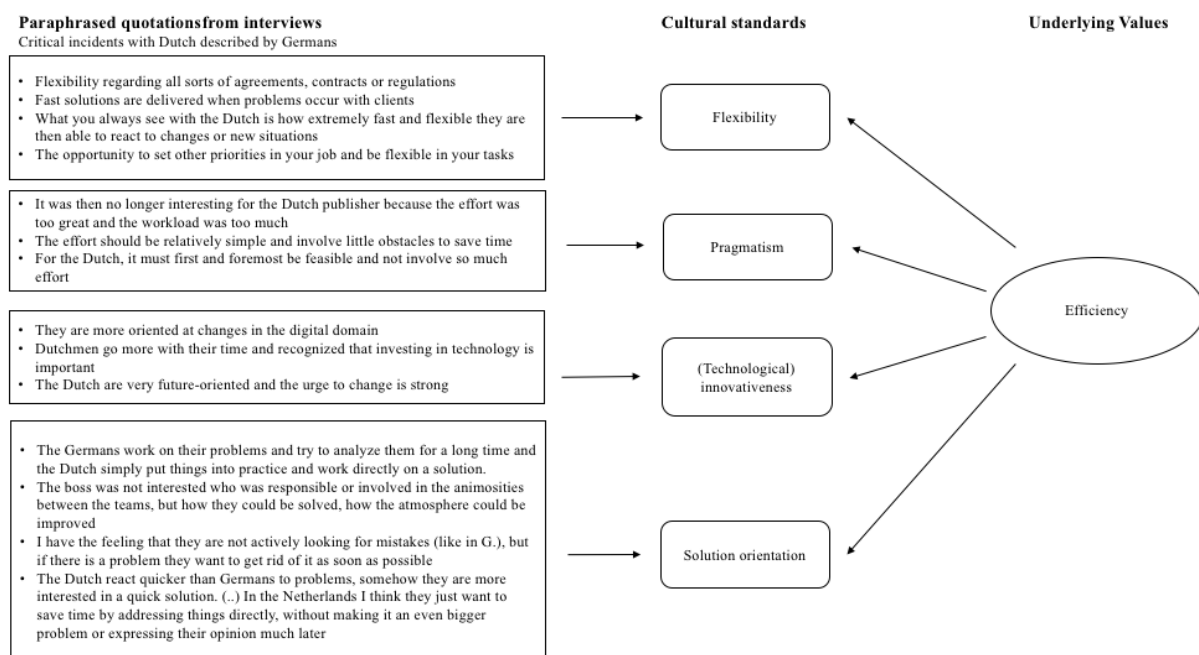 Paraphrased quotations from interviews
Critical incidents with Dutch described by Germans
Cultural standards
Underlying Values
• Flexibility regarding all sorts of agreements, contracts or regulations
• Fast solutions are delivered when problems occur with clients
• What you always see with the Dutch is how extremely fast and flexible they are
then able to react to changes or new situations
• The opportunity to set other priorities in your job and be flexible in your tasks
Flexibility
• It was then no longer interesting for the Dutch publisher because the effort was
too great and the workload was too much
• The effort should be relatively simple and involve little obstacles to save time
• For the Dutch, it must first and foremost be feasible and not involve so much
effort
Pragmatism
Efficiency
• They are more oriented at changes in the digital domain
• Dutchmen go more with their time and recognized that investing in technology is
important
• The Dutch are very future-oriented and the urge to change is strong
(Technological)
innovativeness
• The Germans work on their problems and try to analyze them for a long time and
the Dutch simply put things into practice and work directly on a solution.
• The boss was not interested who was responsible or involved in the animosities
between the teams, but how they could be solved, how the atmosphere could be
improved
• I have the feeling that they are not actively looking for mistakes (like in G.), but
if there is a problem they want to get rid of it as soon as possible
• The Dutch react quicker than Germans to problems, somehow they are more
interested in a quick solution. (..) In the Netherlands I think they just want to
save time by addressing things directly, without making it an even bigger
problem or expressing their opinion much later
Solution orientation